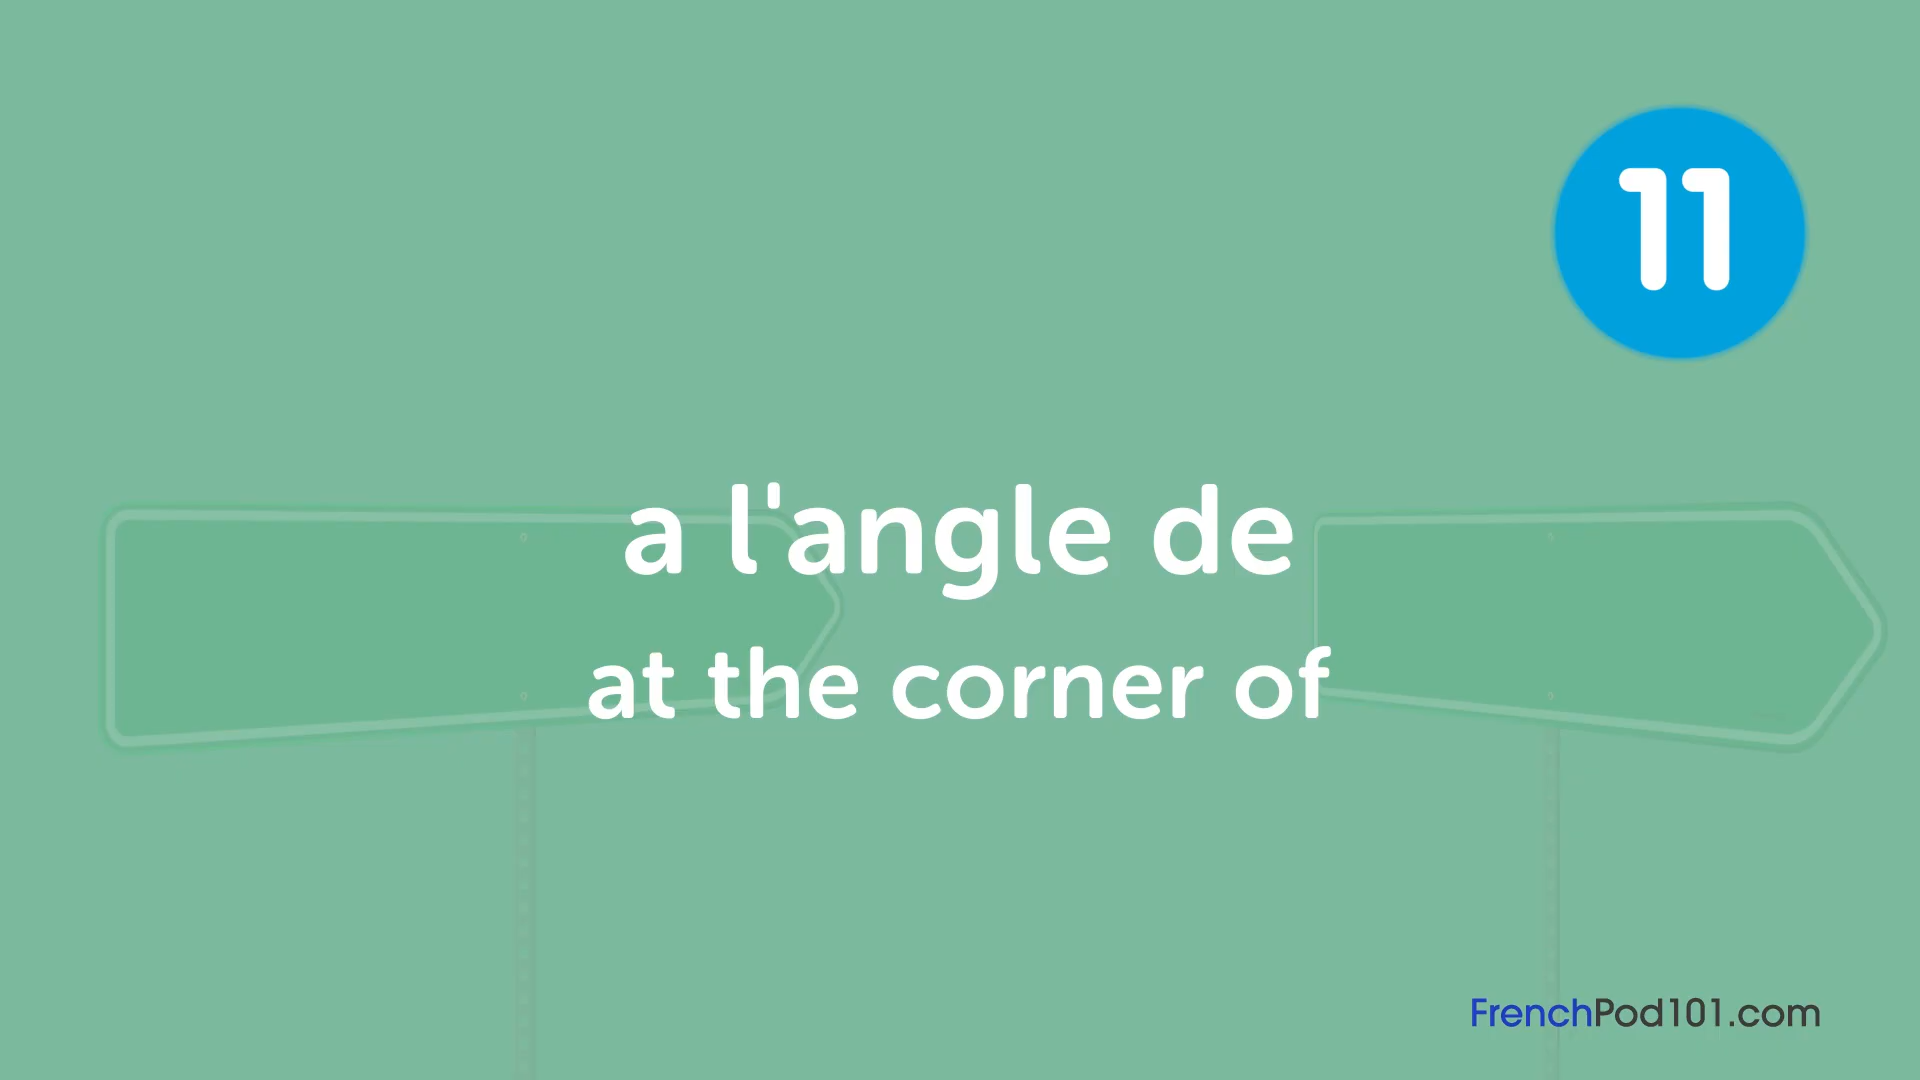 11
a l'angle de
at the corner of
FrenchPod101.com